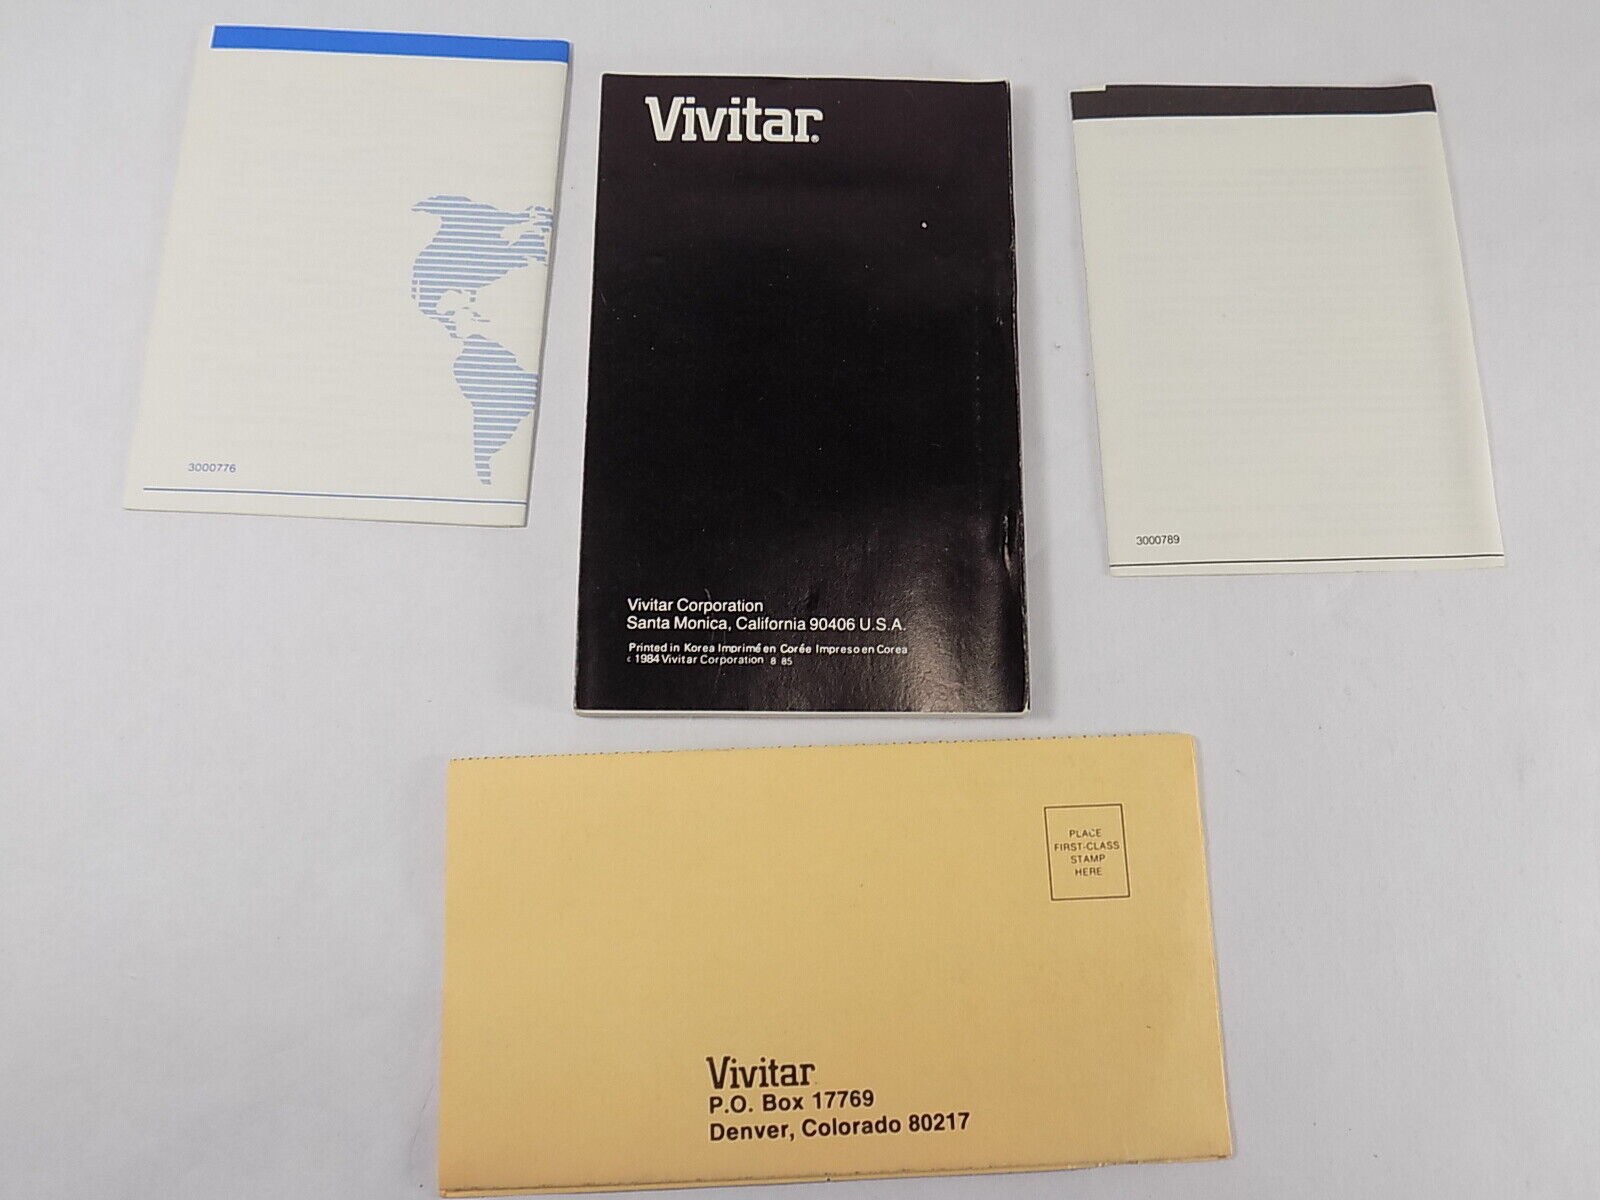 3000776
Vivitar®
Vivitar Corporation
Santa Monica, California 90406 U.S.A.
Printed in Korea Imprimé en Corée Impreso en Corea
© 1984 Vivitar Corporation 8 85
3000789
PLACE
FIRST-CLASS
STAMP
HERE
Vivitar
P.O. Box 17769
Denver, Colorado 80217